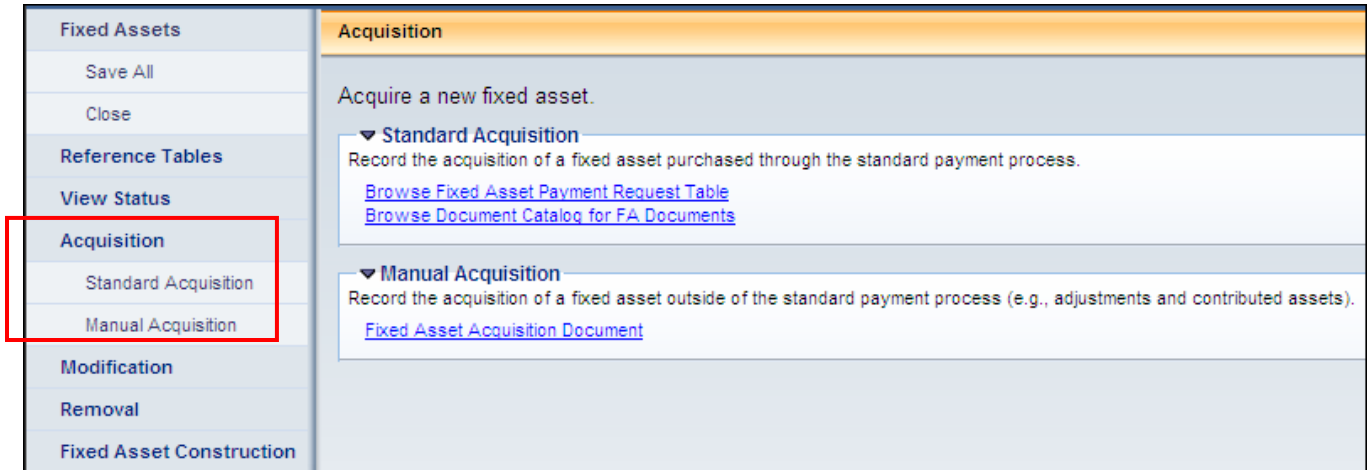 Fixed Assets
Save All
Close
Reference Tables
View Status
Acquisition
Standard Acquisition
Manual Acquisition
Modification
Removal
Fixed Asset Construction
Acquisition
Acquire a new fixed asset.
Standard Acquisition
Record the acquisition of a fixed asset purchased through the standard payment process.
Browse Fixed Asset Payment Request Table
Browse Document Catalog for FA Documents
Manual Acquisition
Record the acquisition of a fixed asset outside of the standard payment process (e.g., adjustments and contributed assets).
Fixed Asset Acquisition Document